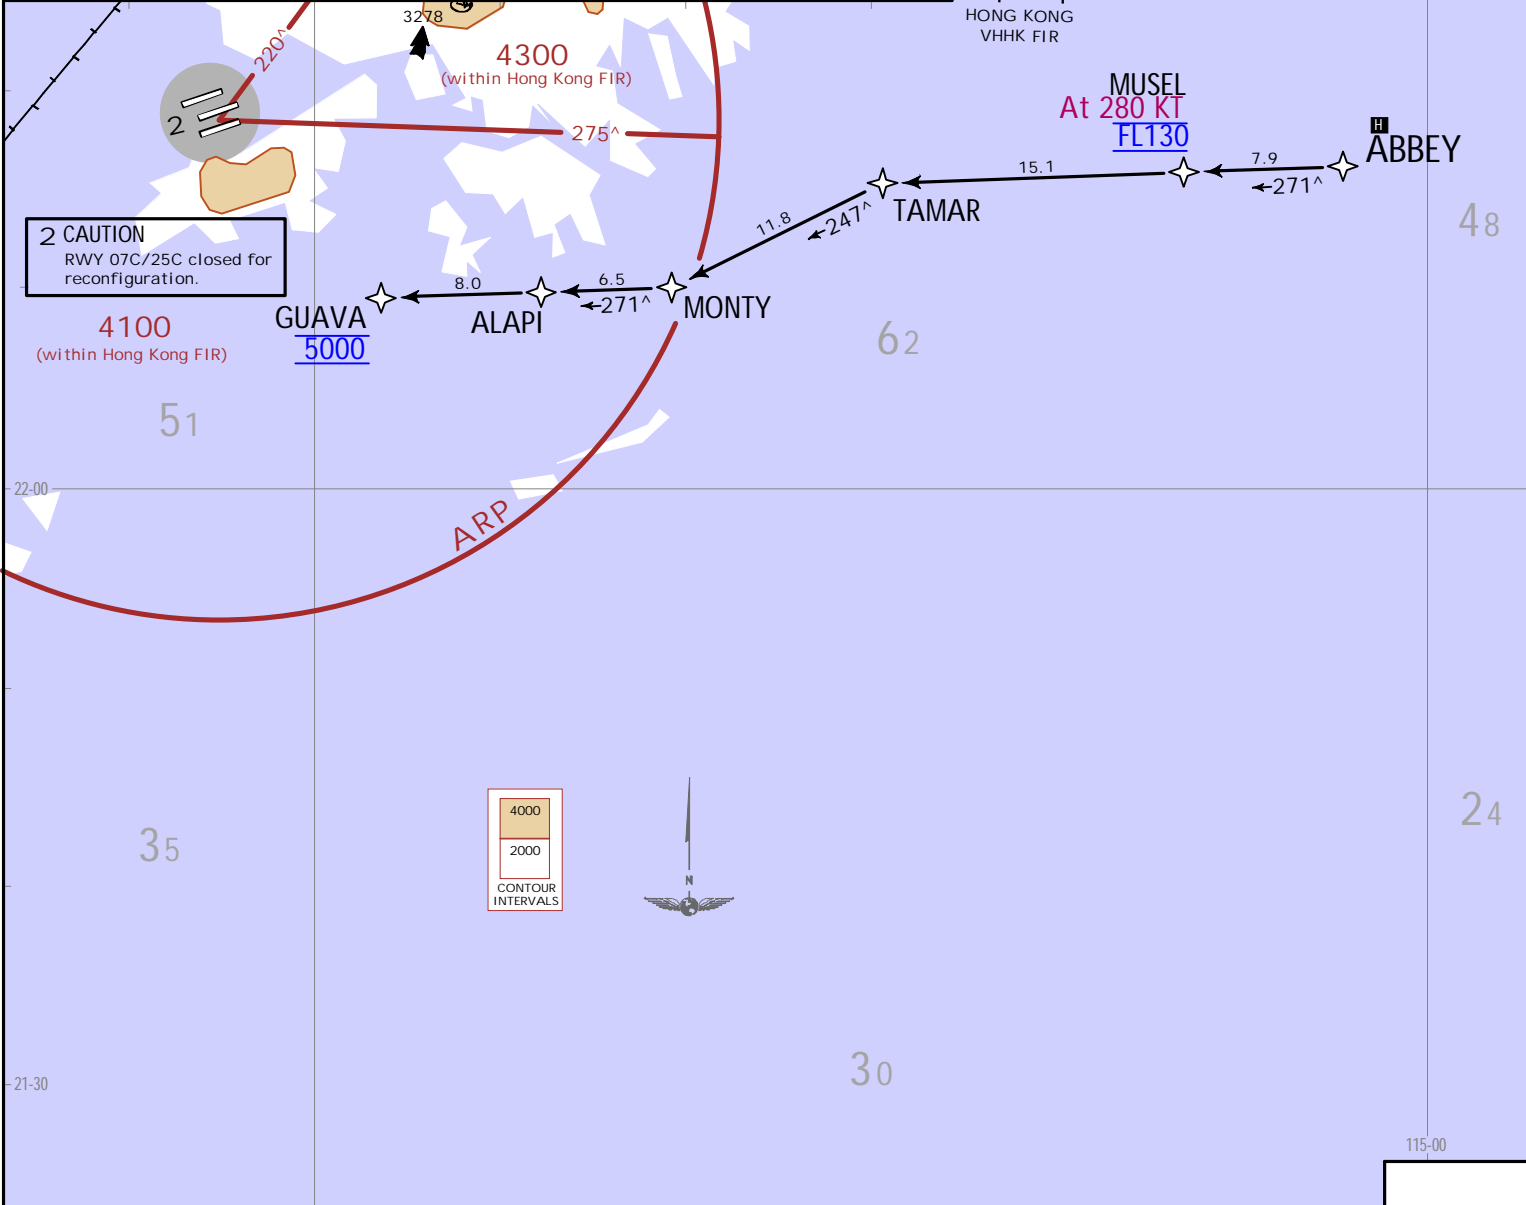 3278
HONG KONG
VHHK FIR
220^
4300
(within Hong Kong FIR)
MUSEL
At 280 KT
FL130
H
ABBEY
2
275^
15.1
7.9
271^
TAMAR
11.8
247^
48
2 CAUTION
RWY 07C/25C closed for
reconfiguration.
8.0
6.5
271^
MONTY
GUAVA
5000
ALAPI
4100
(within Hong Kong FIR)
62
51
22-00
ARP
4000
2000
CONTOUR
INTERVALS
N
35
24
30
21-30
115-00